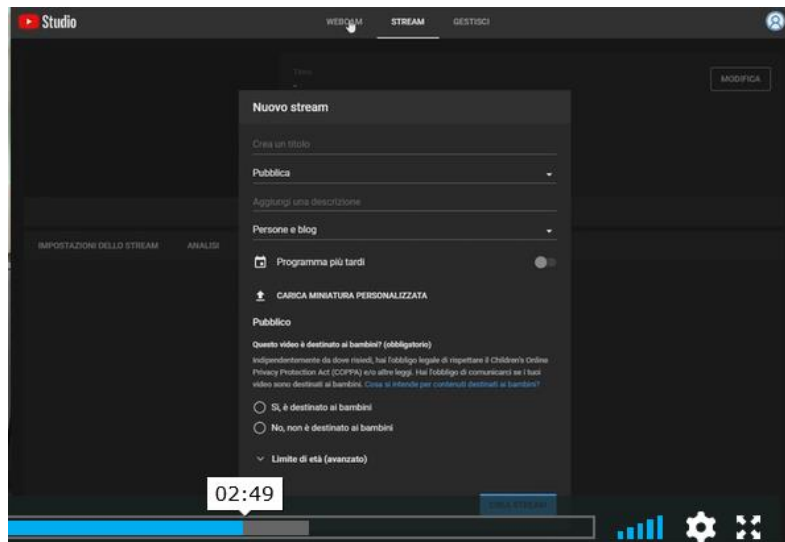 Studio
WEBCAM STREAM GESTISCI
Titolo
MODIFICA
Nuovo stream
Crea un titolo
Pubblica
Aggiungi una descrizione
Persone e blog
IMPOSTAZIONI DELLO STREAM ANALISI
Programma più tardi
CARICA MINIATURA PERSONALIZZATA
Pubblico
Questo video è destinato ai bambini? (obbligatorio)
Indipendentemente da dove risiedi, hai l'obbligo legale di rispettare il Children's Online
Privacy Protection Act (COPPA) e/o altre leggi. Hai l'obbligo di comunicarci se i tuoi
video sono destinati ai bambini. Cosa si intende per contenuti destinati ai bambini?
Sì, è destinato ai bambini
No, non è destinato ai bambini
Limite di età (avanzato)
CREA STREAM
02:49